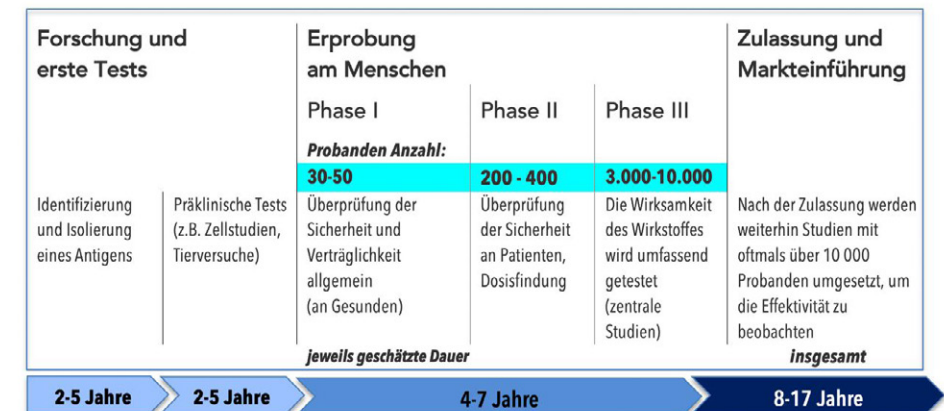 Forschung und
erste Tests
Erprobung
am Menschen
Zulassung und
Markteinführung
Phase I
Phase II
Phase III
Probanden Anzahl:
30-50
200 - 400
3.000-10.000
Identifizierung
und Isolierung
eines Antigens
Präklinische Tests
(z.B. Zellstudien,
Tierversuche)
Überprüfung der
Sicherheit und
Verträglichkeit
allgemein
(an Gesunden)
Überprüfung
der Sicherheit
an Patienten,
Dosisfindung
Die Wirksamkeit
des Wirkstoffes
wird umfassend
getestet
(zentrale
Studien)
Nach der Zulassung werden
weiterhin Studien mit
oftmals über 10 000
Probanden umgesetzt, um
die Effektivität zu
beobachten
jeweils geschätzte Dauer
insgesamt
2-5 Jahre
2-5 Jahre
4-7 Jahre
8-17 Jahre